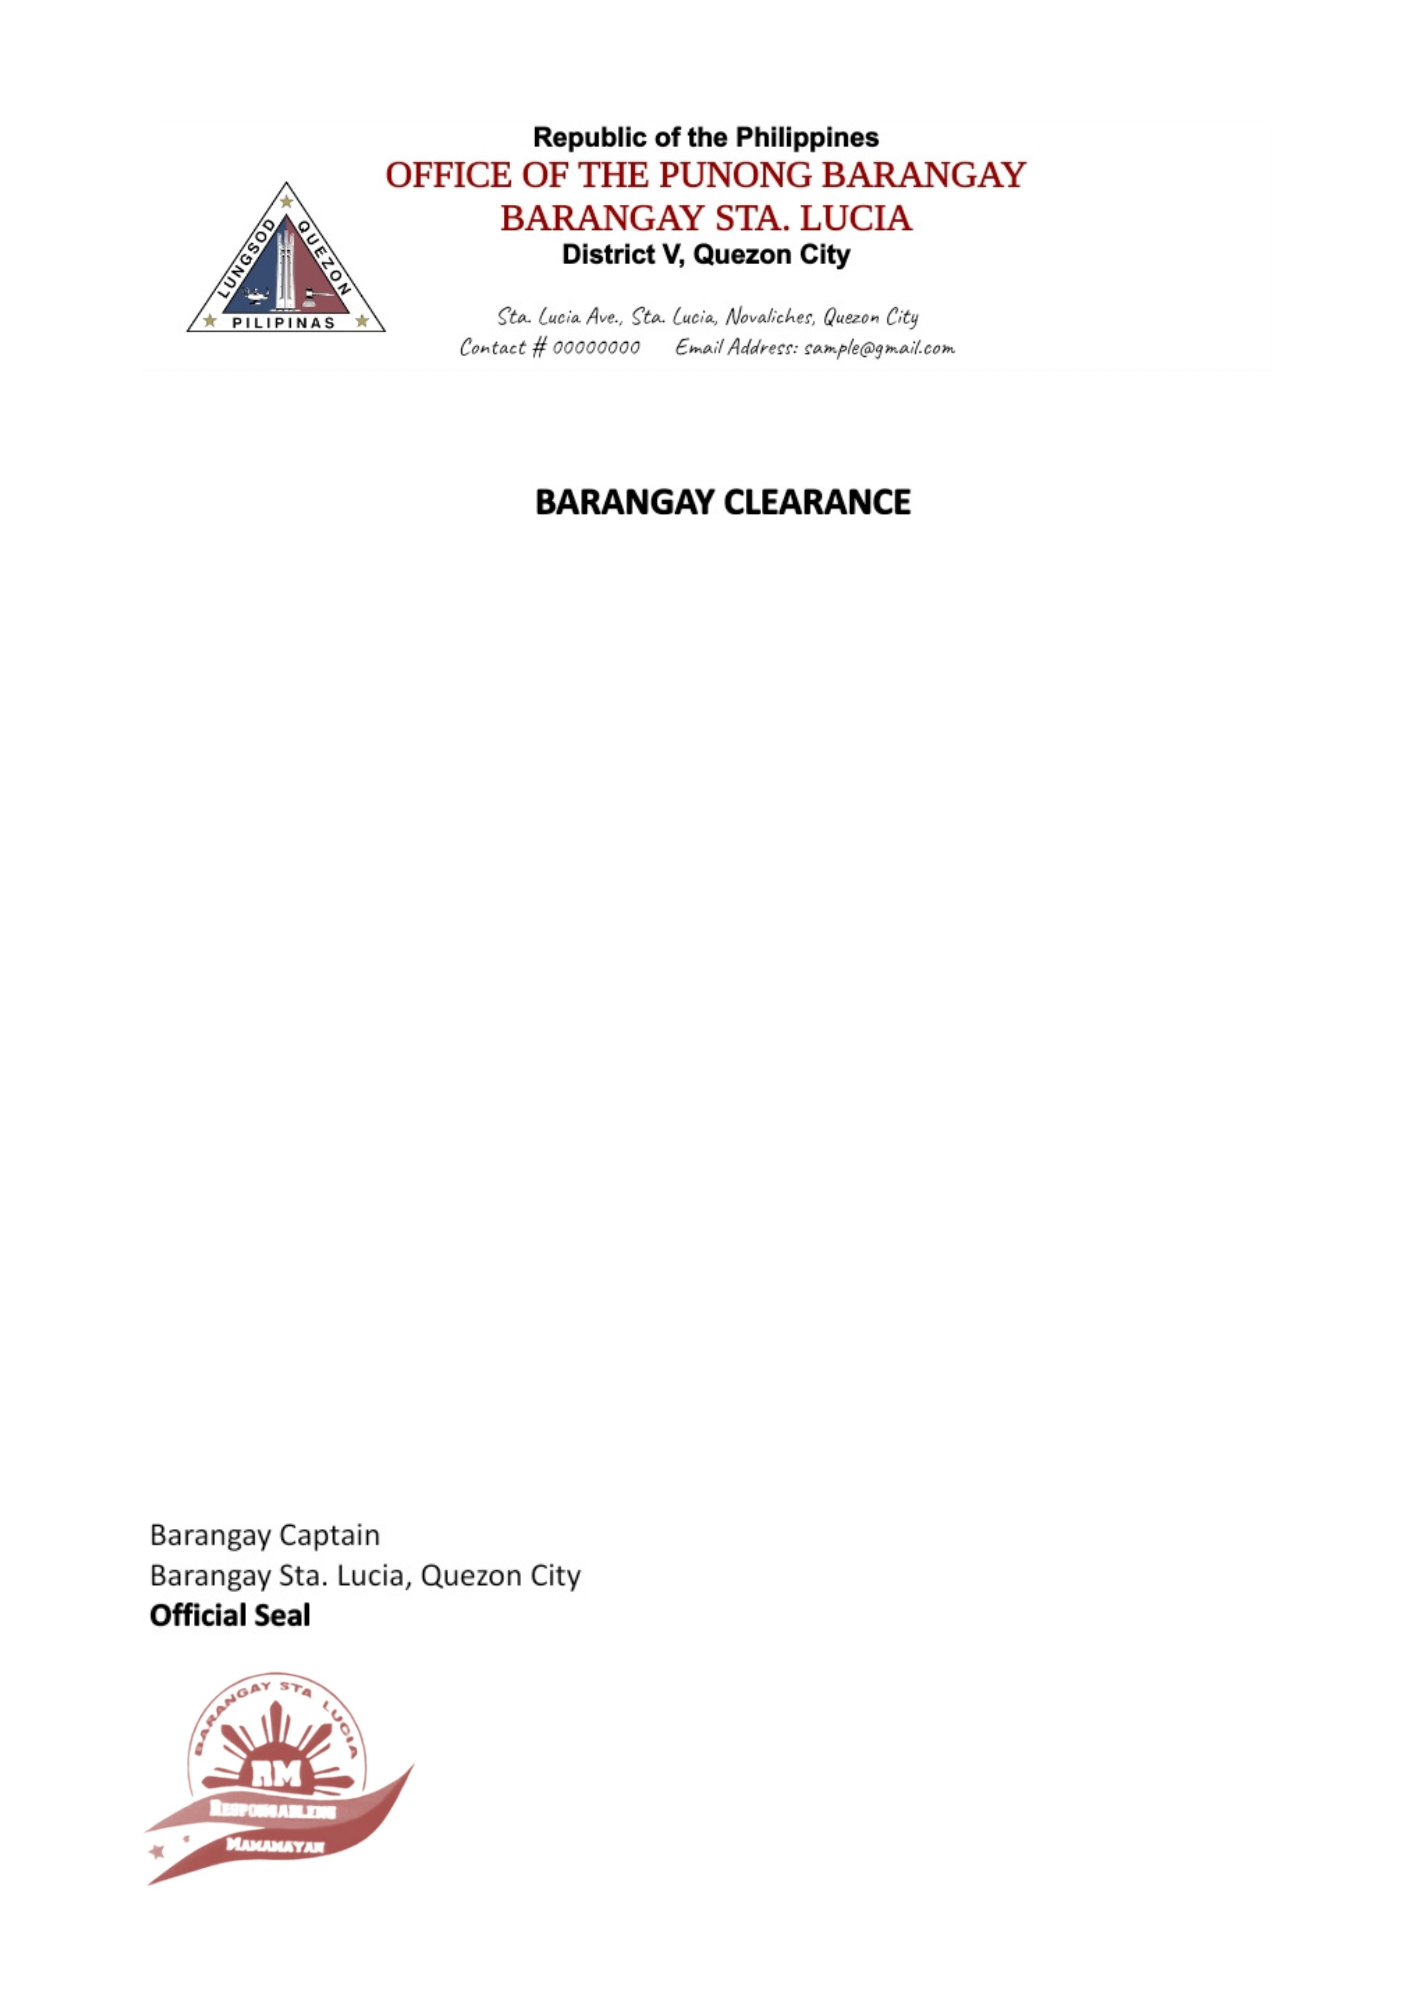 Republic of the Philippines
OFFICE OF THE PUNONG BARANGAY
BARANGAY STA. LUCIA
District V, Quezon City
LUNGSOD QUEZON
PILIPINAS
Sta. Lucia Ave., Sta. Lucia, Novaliches, Quezon City
Contact # 00000000 Email Address: sample@gmail.com
BARANGAY CLEARANCE
Barangay Captain
Barangay Sta. Lucia, Quezon City
Official Seal
BARANGAY STA LUCIA
RM
RESPONSABLENG
MAMAMAYAN